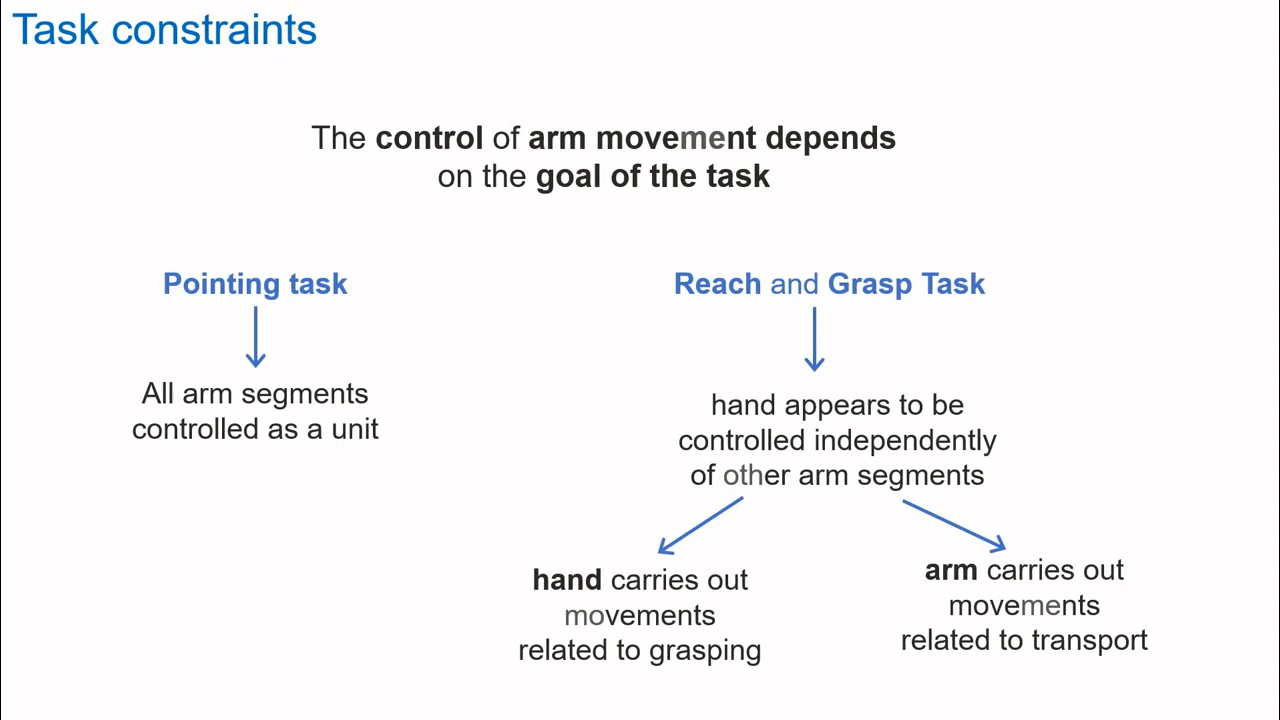 Task constraints
The control of arm movement depends
on the goal of the task
Pointing task
All arm segments
controlled as a unit
Reach and Grasp Task
hand appears to be
controlled independently
of other arm segments
hand carries out
movements
related to grasping
arm carries out
movements
related to transport